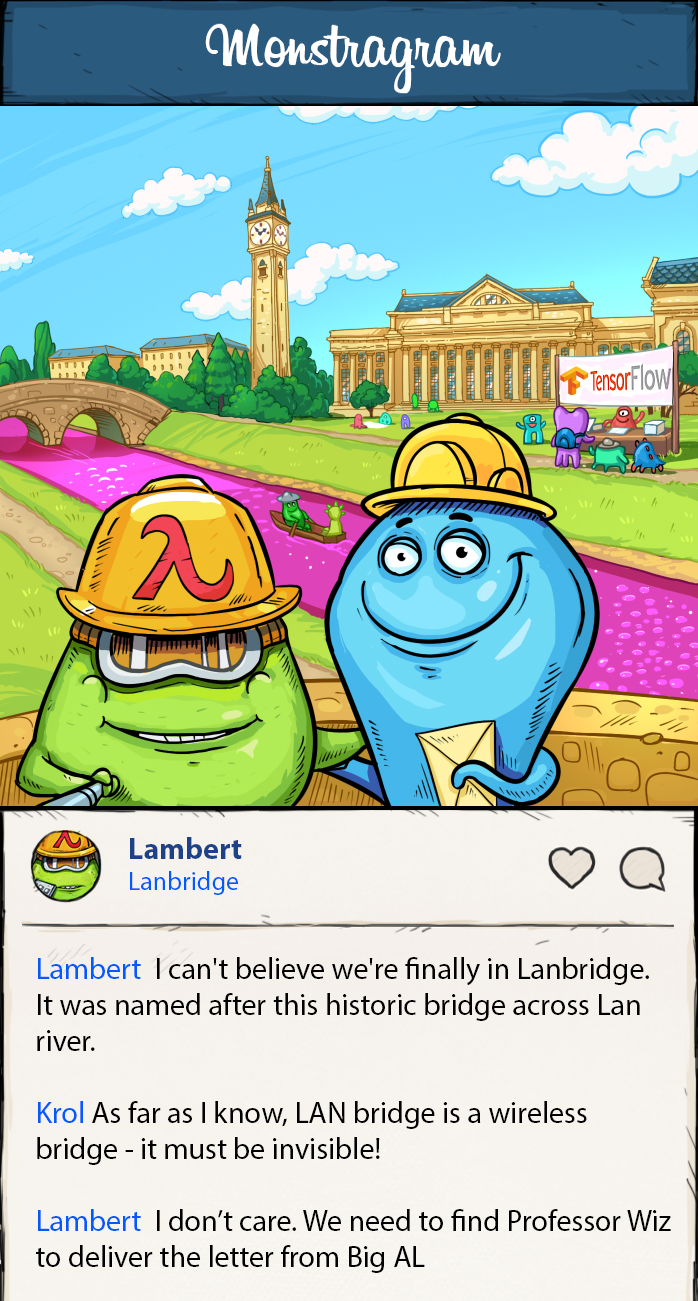 Monstragram
TensorFlow
λ
λ
Lambert
Lanbridge
Lambert I can't believe we're finally in Lanbridge.
It was named after this historic bridge across Lan
river.
Krol As far as I know, LAN bridge is a wireless
bridge - it must be invisible!
Lambert I don’t care. We need to find Professor Wiz
to deliver the letter from Big AL